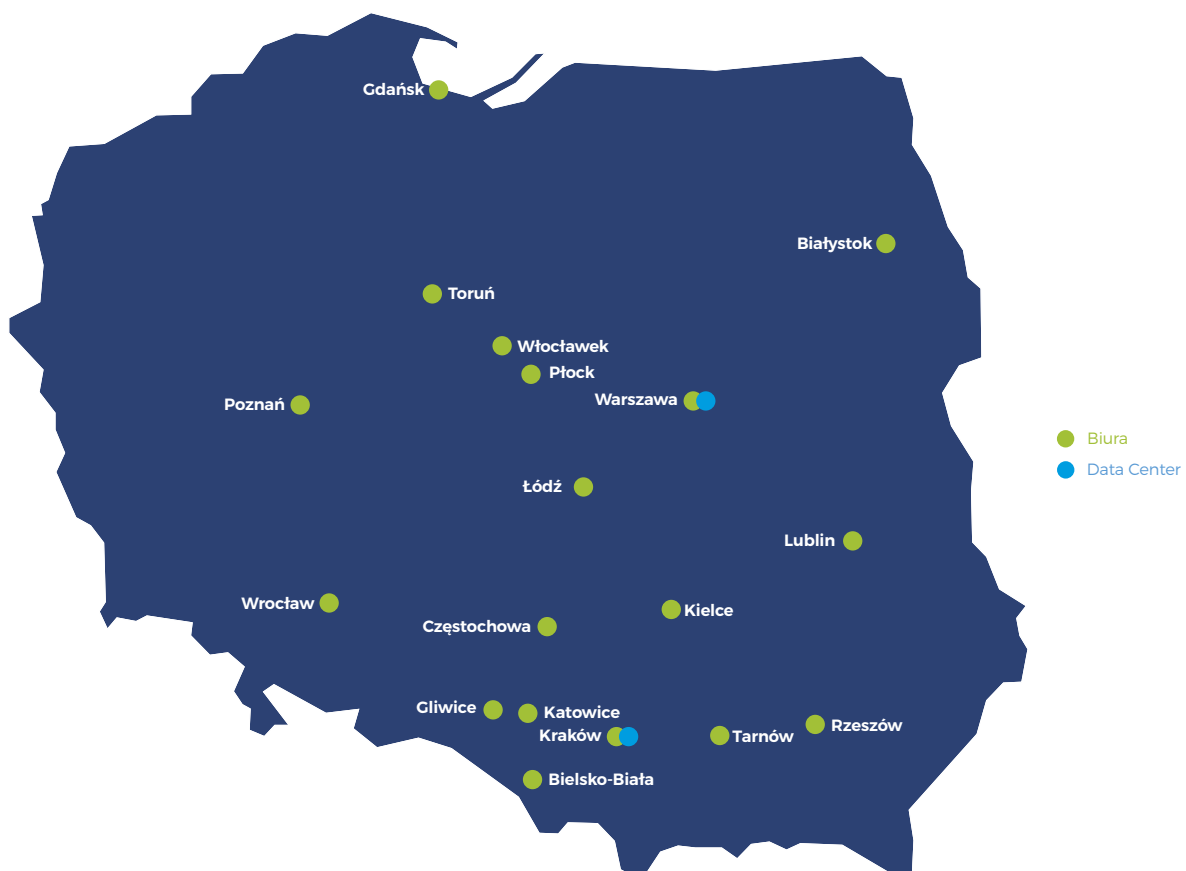 Gdańsk
Białystok
Toruń
Włocławek
Płock
Warszawa
Poznań
Biura
Data Center
Łódź
Lublin
Wrocław
Kielce
Częstochowa
Gliwice
Katowice
Kraków
Tarnów
Rzeszów
Bielsko-Biała